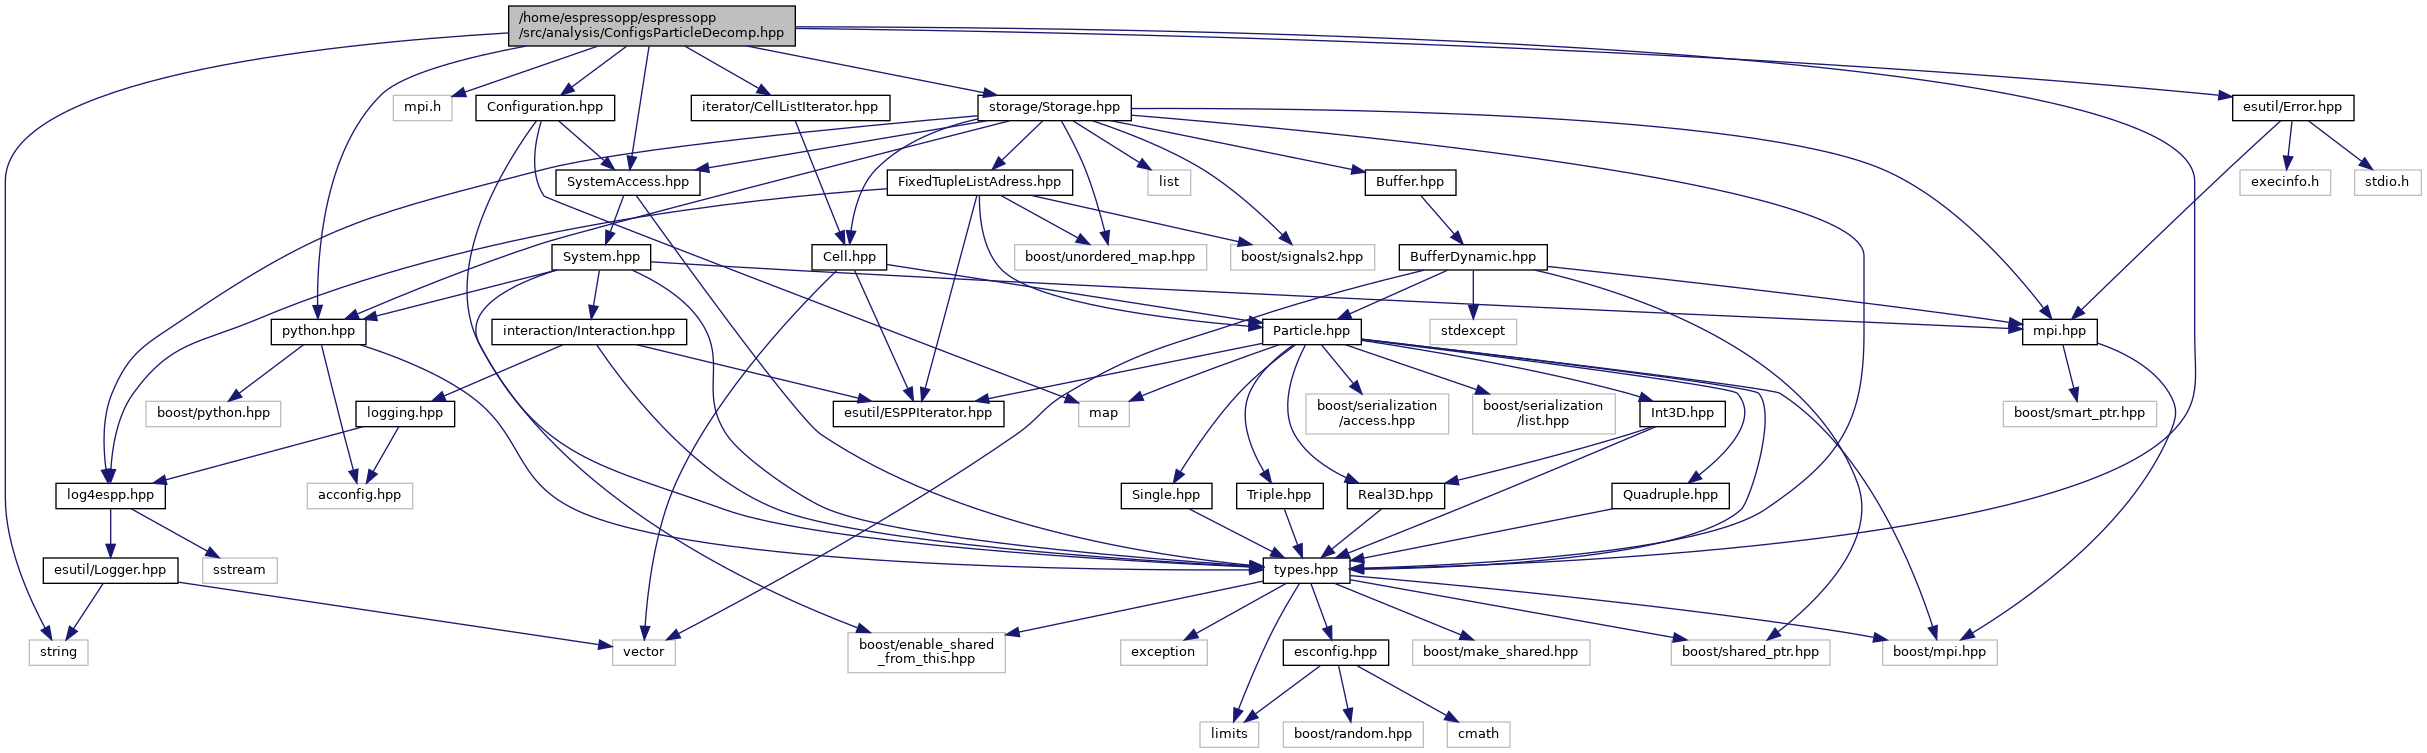 /home/espressopp/espressopp
/src/analysis/ConfigsParticleDecomp.hpp
mpi.h
Configuration.hpp
iterator/CellListIterator.hpp
storage/Storage.hpp
esutil/Error.hpp
SystemAccess.hpp
FixedTupleListAdress.hpp
list
Buffer.hpp
execinfo.h
stdio.h
System.hpp
Cell.hpp
boost/unordered_map.hpp
boost/signals2.hpp
BufferDynamic.hpp
python.hpp
interaction/Interaction.hpp
Particle.hpp
stdexcept
mpi.hpp
boost/python.hpp
logging.hpp
esutil/ESPPIterator.hpp
map
boost/serialization
/access.hpp
boost/serialization
/list.hpp
Int3D.hpp
boost/smart_ptr.hpp
log4espp.hpp
acconfig.hpp
Single.hpp
Triple.hpp
Real3D.hpp
Quadruple.hpp
esutil/Logger.hpp
sstream
types.hpp
string
vector
boost/enable_shared
_from_this.hpp
exception
esconfig.hpp
boost/make_shared.hpp
boost/shared_ptr.hpp
boost/mpi.hpp
limits
boost/random.hpp
cmath